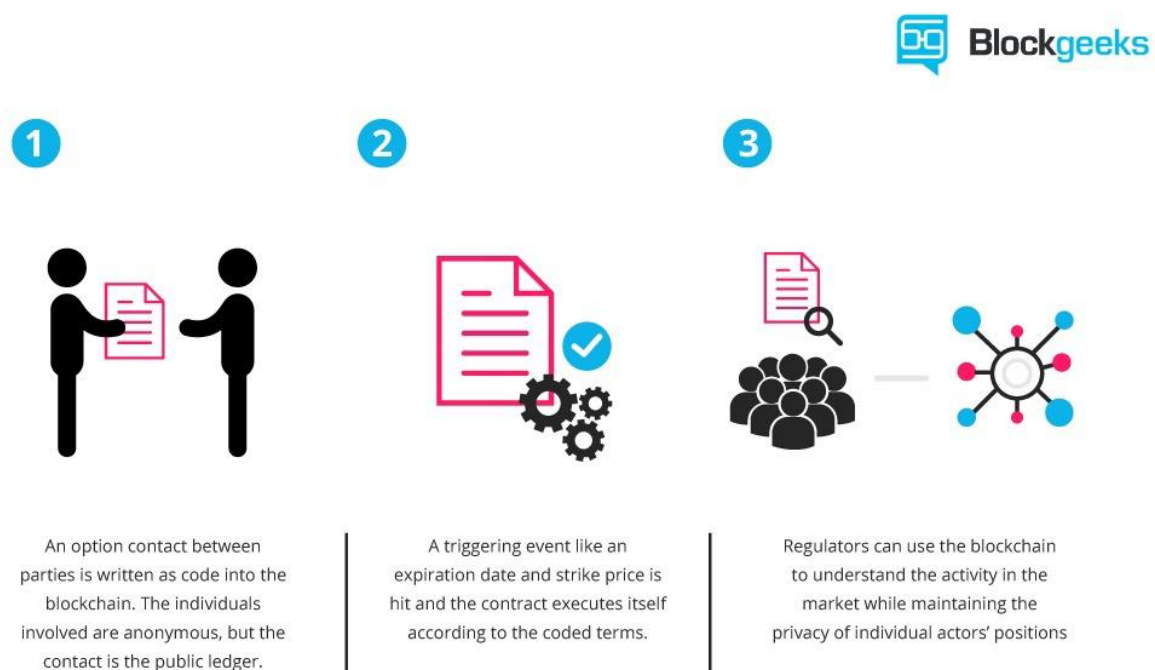 Blockgeeks
1
2
3
An option contact between
parties is written as code into the
blockchain. The individuals
involved are anonymous, but the
contact is the public ledger.
A triggering event like an
expiration date and strike price is
hit and the contract executes itself
according to the coded terms.
Regulators can use the blockchain
to understand the activity in the
market while maintaining the
privacy of individual actors' positions